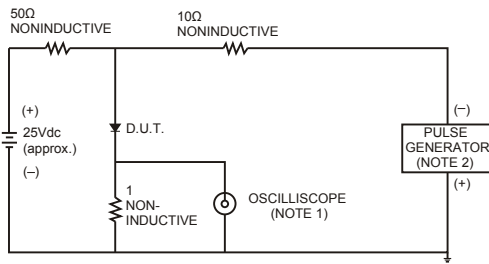 50Ω
NONINDUCTIVE
10Ω
NONINDUCTIVE
(+)
25Vdc
(approx.)
(–)
D.U.T.
1
NON-
INDUCTIVE
OSCILLISCOPE
(NOTE 1)
(–)
PULSE
GENERATOR
(NOTE 2)
(+)